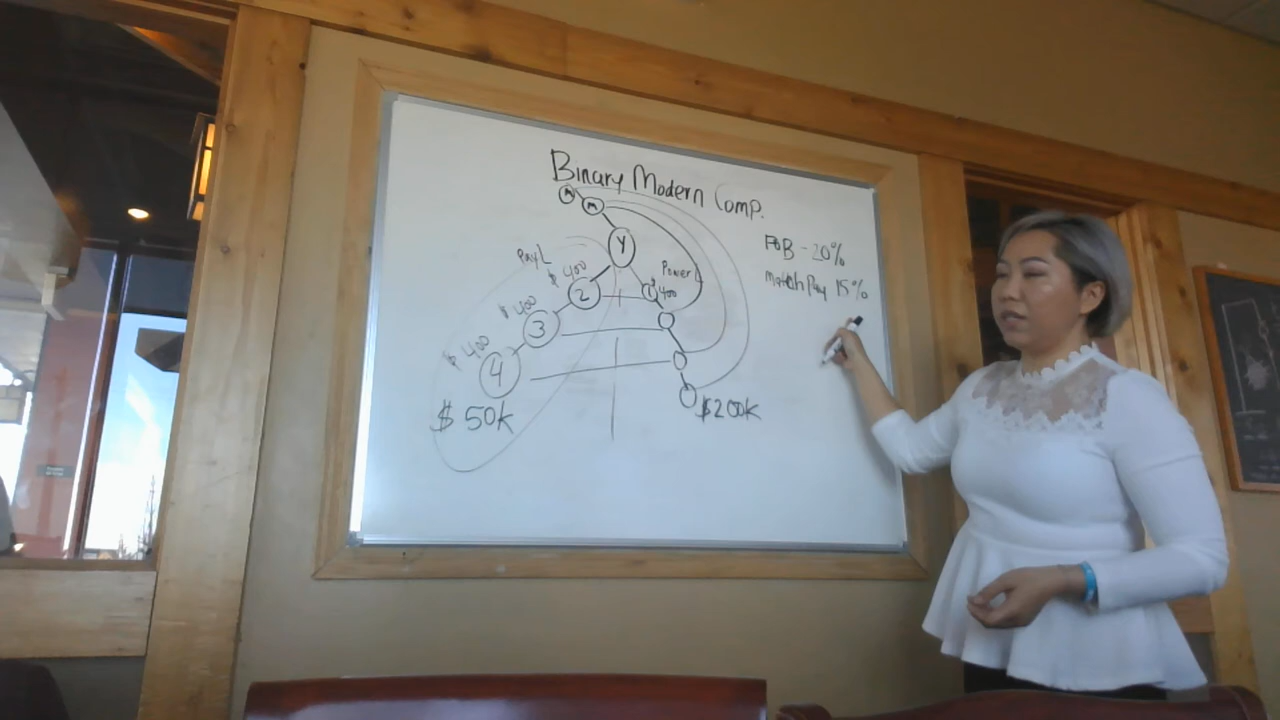 Binary Modern Comp.
M M
Y
FOB - 20%
Match Pay 15%
Pay L
Power L
$400
2
1
$400
$400
3
$400
4
$50K
$200K